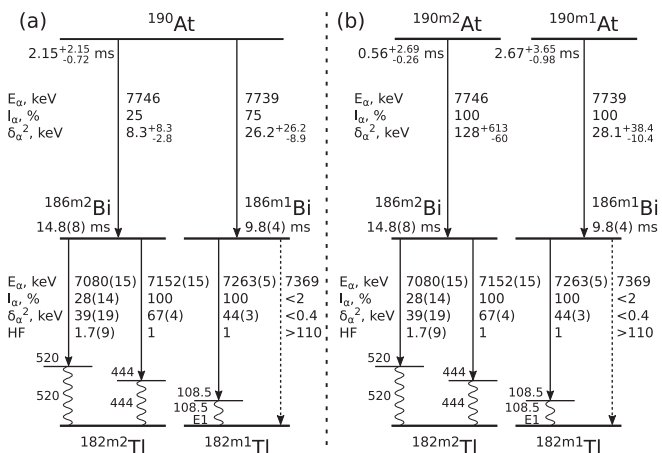 (a)
190At
2.15+2.15-0.72 ms
Eα, keV 7746 7739
Iα, % 25 75
δα2, keV 8.3+8.3-2.8 26.2+26.2-8.9
186m2Bi 186m1Bi
14.8(8) ms 9.8(4) ms
Eα, keV 7080(15) 7152(15) 7263(5) 7369
Iα, % 28(14) 100 100 <2
δα2, keV 39(19) 67(4) 44(3) <0.4
HF 1.7(9) 1 1 >110
520 444 108.5
520 444 108.5
E1
182m2Tl 182m1Tl
(b)
190m2At 190m1At
0.56+2.69-0.26 ms 2.67+3.65-0.98 ms
Eα, keV 7746 7739
Iα, % 100 100
δα2, keV 128+613-60 28.1+38.4-10.4
186m2Bi 186m1Bi
14.8(8) ms 9.8(4) ms
Eα, keV 7080(15) 7152(15) 7263(5) 7369
Iα, % 28(14) 100 100 <2
δα2, keV 39(19) 67(4) 44(3) <0.4
HF 1.7(9) 1 1 >110
520 444 108.5
520 444 108.5
E1
182m2Tl 182m1Tl